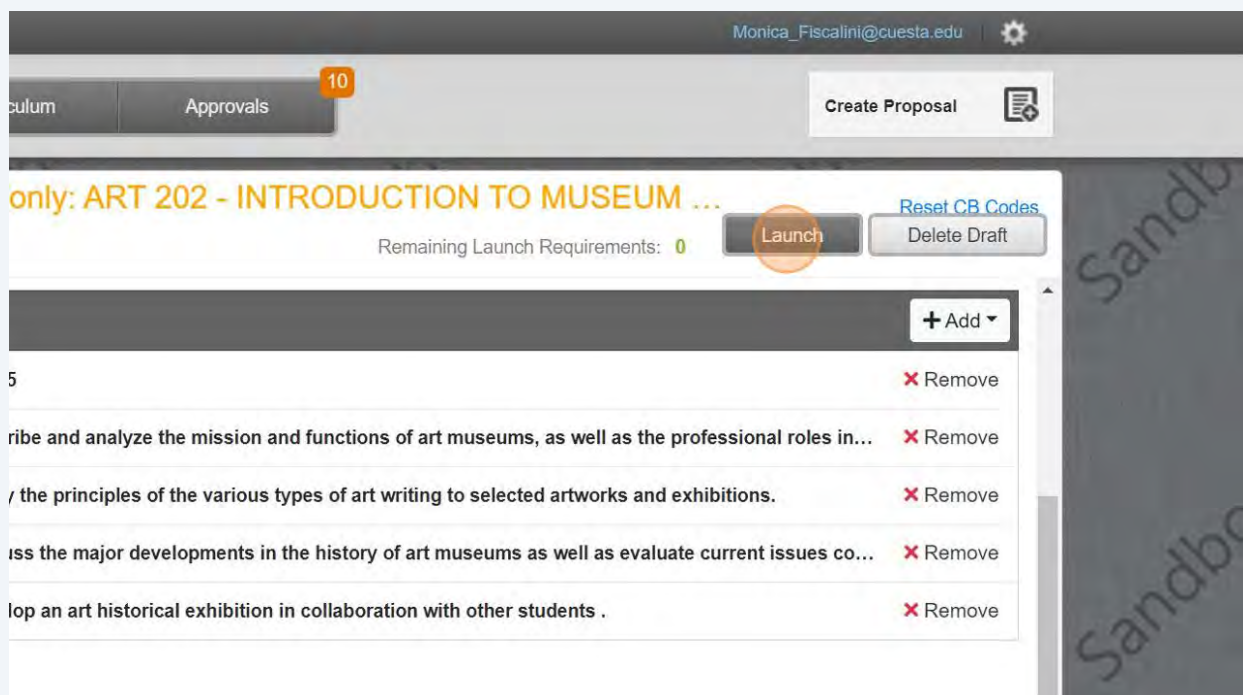 Monica_Fiscalini@cuesta.edu
10
culum
Approvals
Create Proposal
only: ART 202 - INTRODUCTION TO MUSEUM ...
Reset CB Codes
Remaining Launch Requirements: 0
Launch
Delete Draft
+ Add
5
Remove
ribe and analyze the mission and functions of art museums, as well as the professional roles in...
Remove
the principles of the various types of art writing to selected artworks and exhibitions.
Remove
uss the major developments in the history of art museums as well as evaluate current issues co...
Remove
lop an art historical exhibition in collaboration with other students .
Remove
Sandb
Sandbo